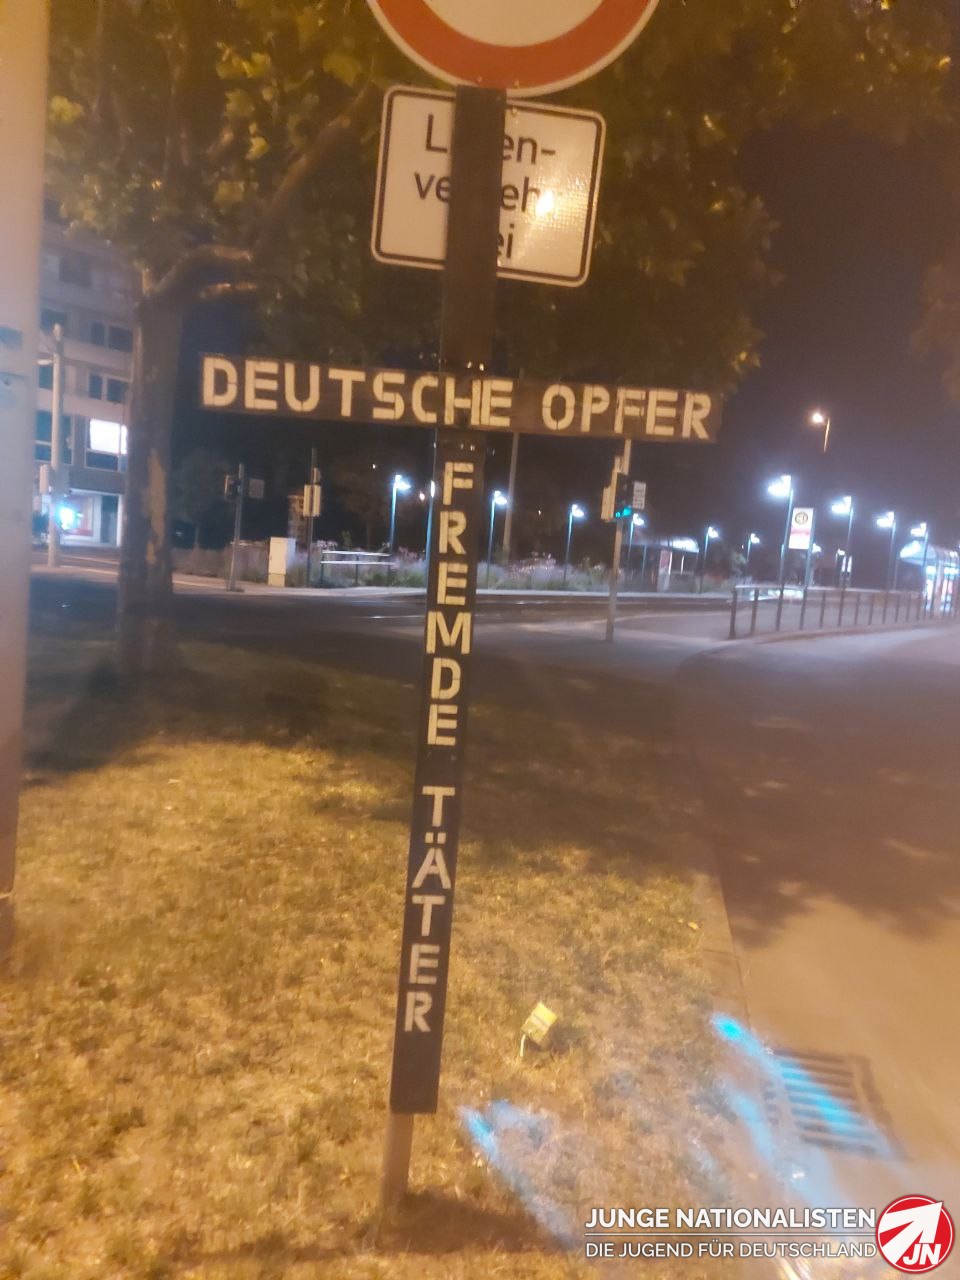 DEUTSCHE OPFER
FREMDE TÄTER
JUNGE NATIONALISTEN
DIE JUGEND FÜR DEUTSCHLAND
JN